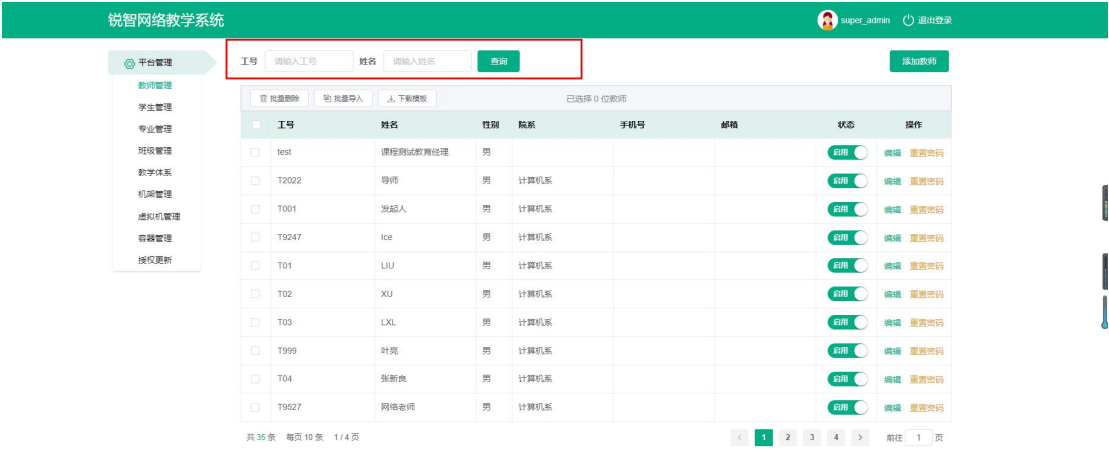 锐智网络教学系统 super_admin 退出登录
平台管理
教师管理
学生管理
专业管理
班级管理
教学体系
机架管理
虚拟机管理
容器管理
授权更新
工号 请输入工号 姓名 请输入姓名 查询 添加教师
批量删除 批量导入 下载模板 已选择 0 位教师
工号 姓名 性别 院系 手机号 邮箱 状态 操作
test 课程测试教育经理 男 启用 编辑 重置密码
T2022 导师 男 计算机系 启用 编辑 重置密码
T001 发起人 男 计算机系 启用 编辑 重置密码
T9247 Ice 男 计算机系 启用 编辑 重置密码
T01 LIU 男 计算机系 启用 编辑 重置密码
T02 XU 男 计算机系 启用 编辑 重置密码
T03 LXL 男 计算机系 启用 编辑 重置密码
T999 叶亮 男 计算机系 启用 编辑 重置密码
T04 张新良 男 计算机系 启用 编辑 重置密码
T9527 网络老师 男 计算机系 启用 编辑 重置密码
共 35 条 每页 10 条 1 / 4 页 < 1 2 3 4 > 前往 1 页